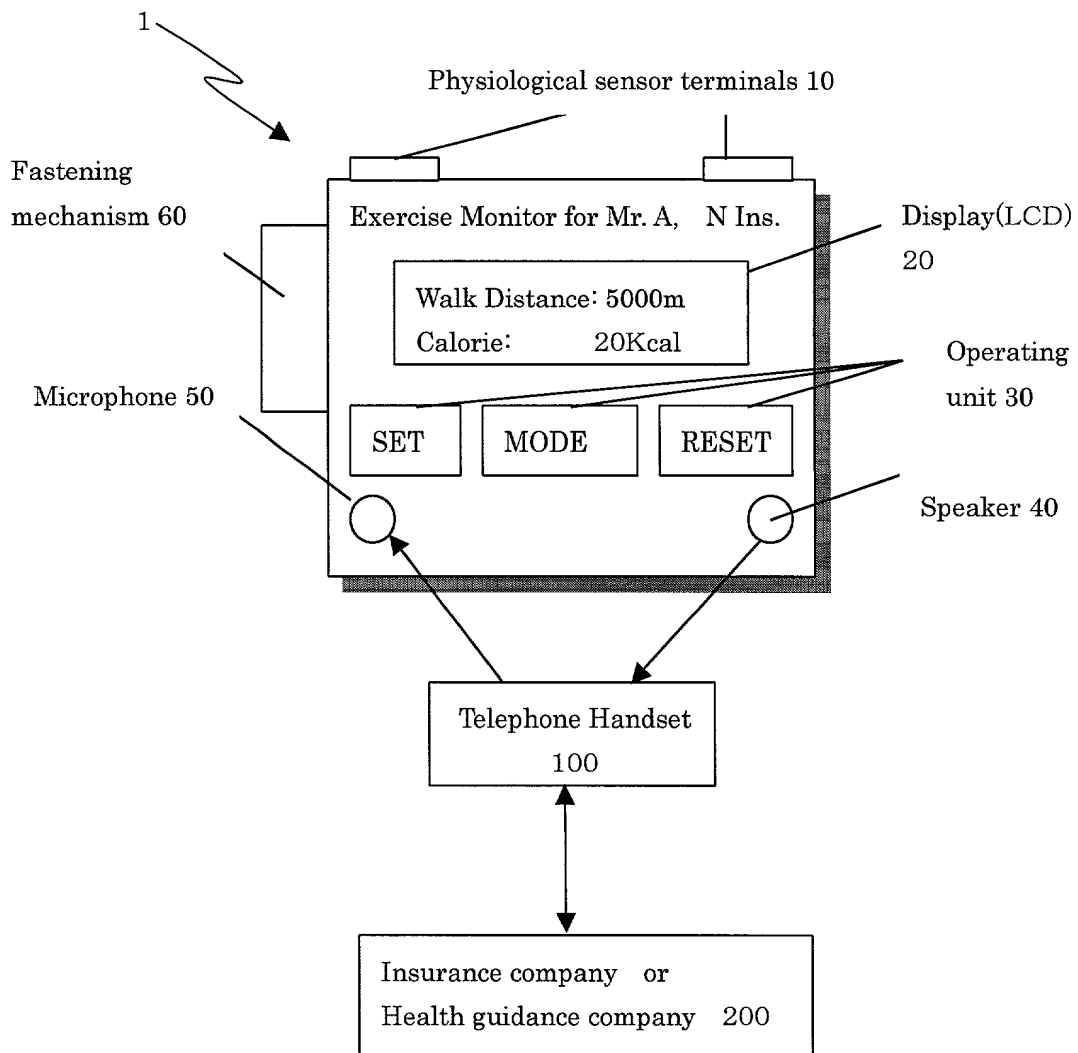 1
Physiological sensor terminals 10
Fastening
mechanism 60
Exercise Monitor for Mr. A, N Ins.
Display(LCD)
20
Walk Distance: 5000m
Calorie: 20Kcal
Operating
unit 30
Microphone 50
SET
MODE
RESET
Speaker 40
Telephone Handset
100
Insurance company or
Health guidance company 200